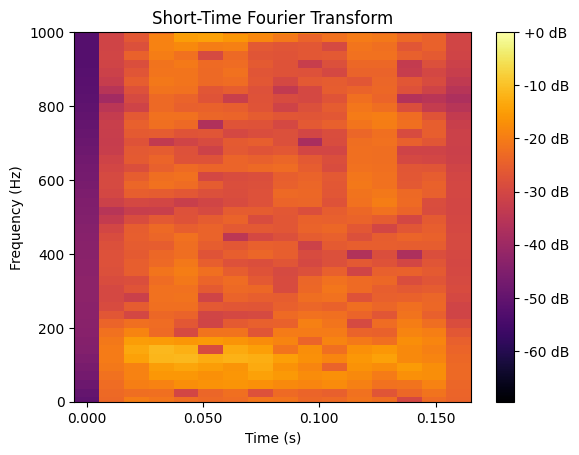 Short-Time Fourier Transform
1000
800
600
400
200
0
Frequency (Hz)
0.000
0.050
0.100
0.150
Time (s)
+0 dB
-10 dB
-20 dB
-30 dB
-40 dB
-50 dB
-60 dB